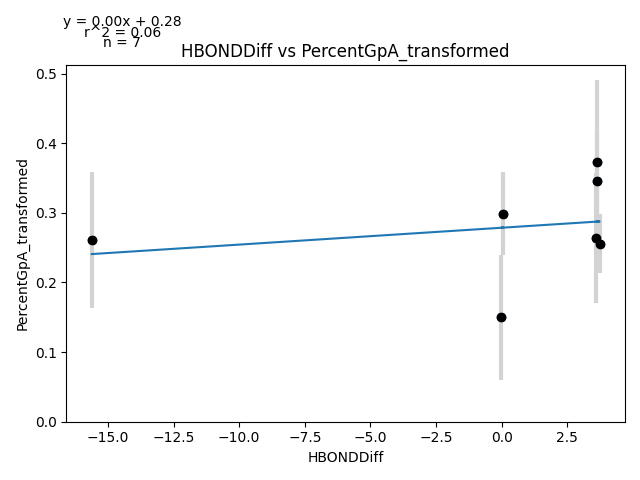 y = 0.00x + 0.28
r^2 = 0.06
n = 7
HBONDDiff vs PercentGpA_transformed
PercentGpA_transformed
0.5
0.4
0.3
0.2
0.1
0.0
−15.0 −12.5 −10.0 −7.5 −5.0 −2.5 0.0 2.5
HBONDDiff